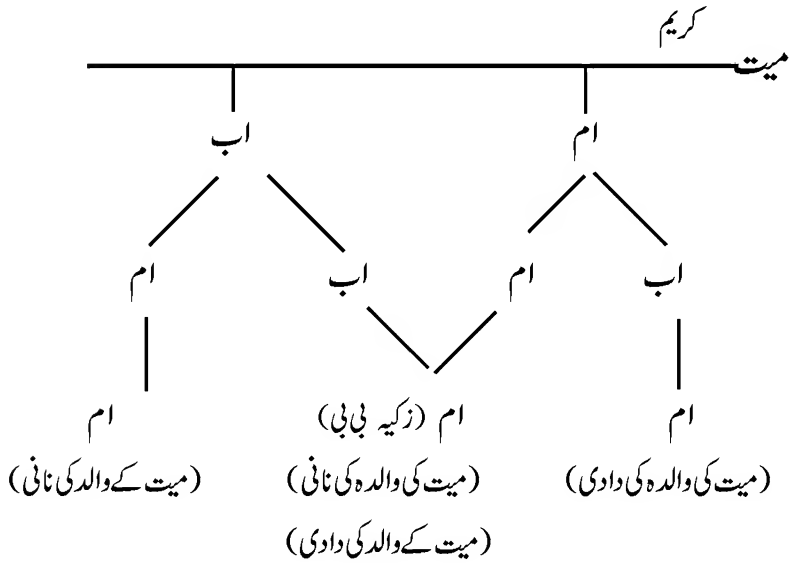 کریم
میت
ام اب
اب ام اب ام
ام ام (زکیہ بی بی) ام
(میت کی والدہ کی دادی) (میت کی والدہ کی نانی) (میت کے والد کی نانی)
(میت کے والد کی دادی)